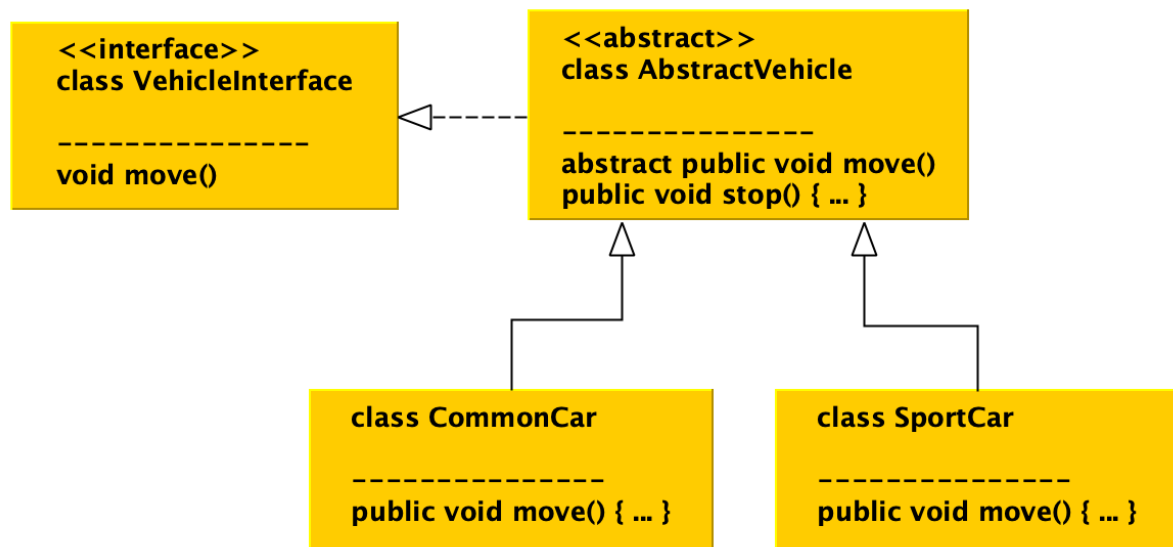 <<interface>>
class VehicleInterface
---------------
void move()
<<abstract>>
class AbstractVehicle
---------------
abstract public void move()
public void stop() { ... }
class CommonCar
---------------
public void move() { ... }
class SportCar
---------------
public void move() { ... }